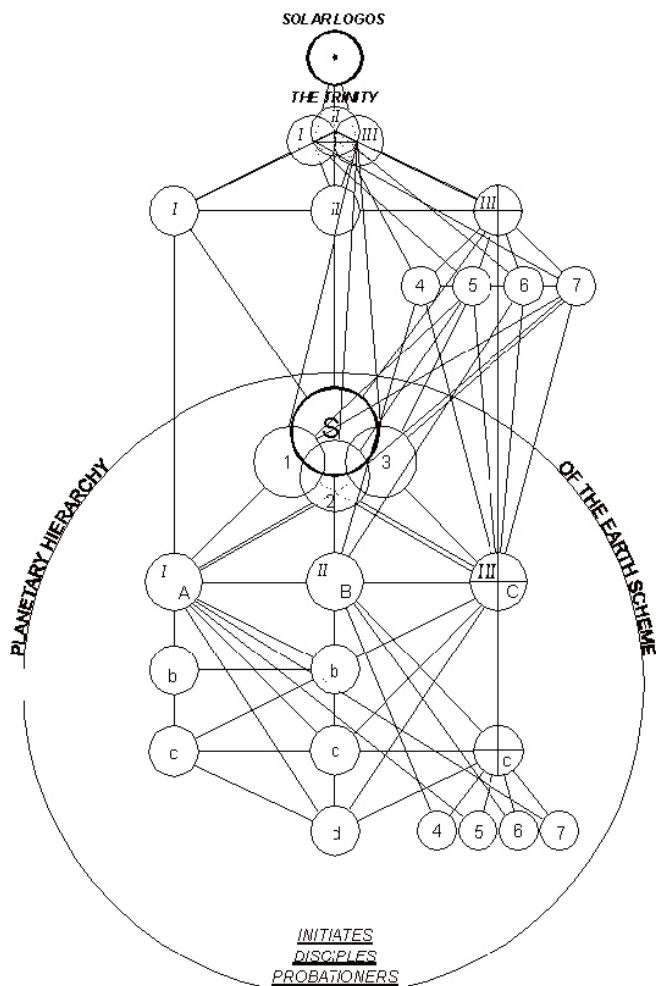 SOLAR LOGOS
THE TRINITY
I II III
I II III
4 5 6 7
S
1 2 3
PLANETARY HIERARCHY
OF THE EARTH SCHEME
I A II B III C
b b
c c c
d 4 5 6 7
INITIATES
DISCIPLES
PROBATIONERS